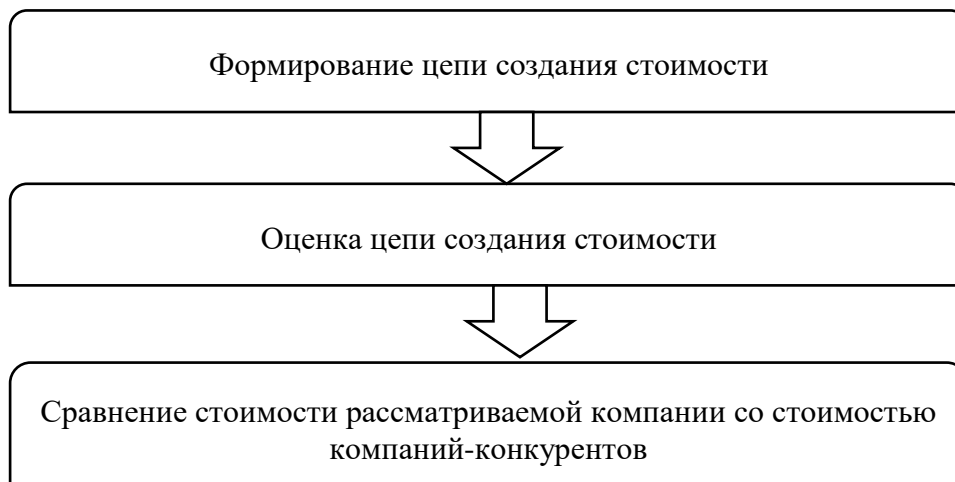 Формирование цепи создания стоимости
Оценка цепи создания стоимости
Сравнение стоимости рассматриваемой компании со стоимостью
компаний-конкурентов